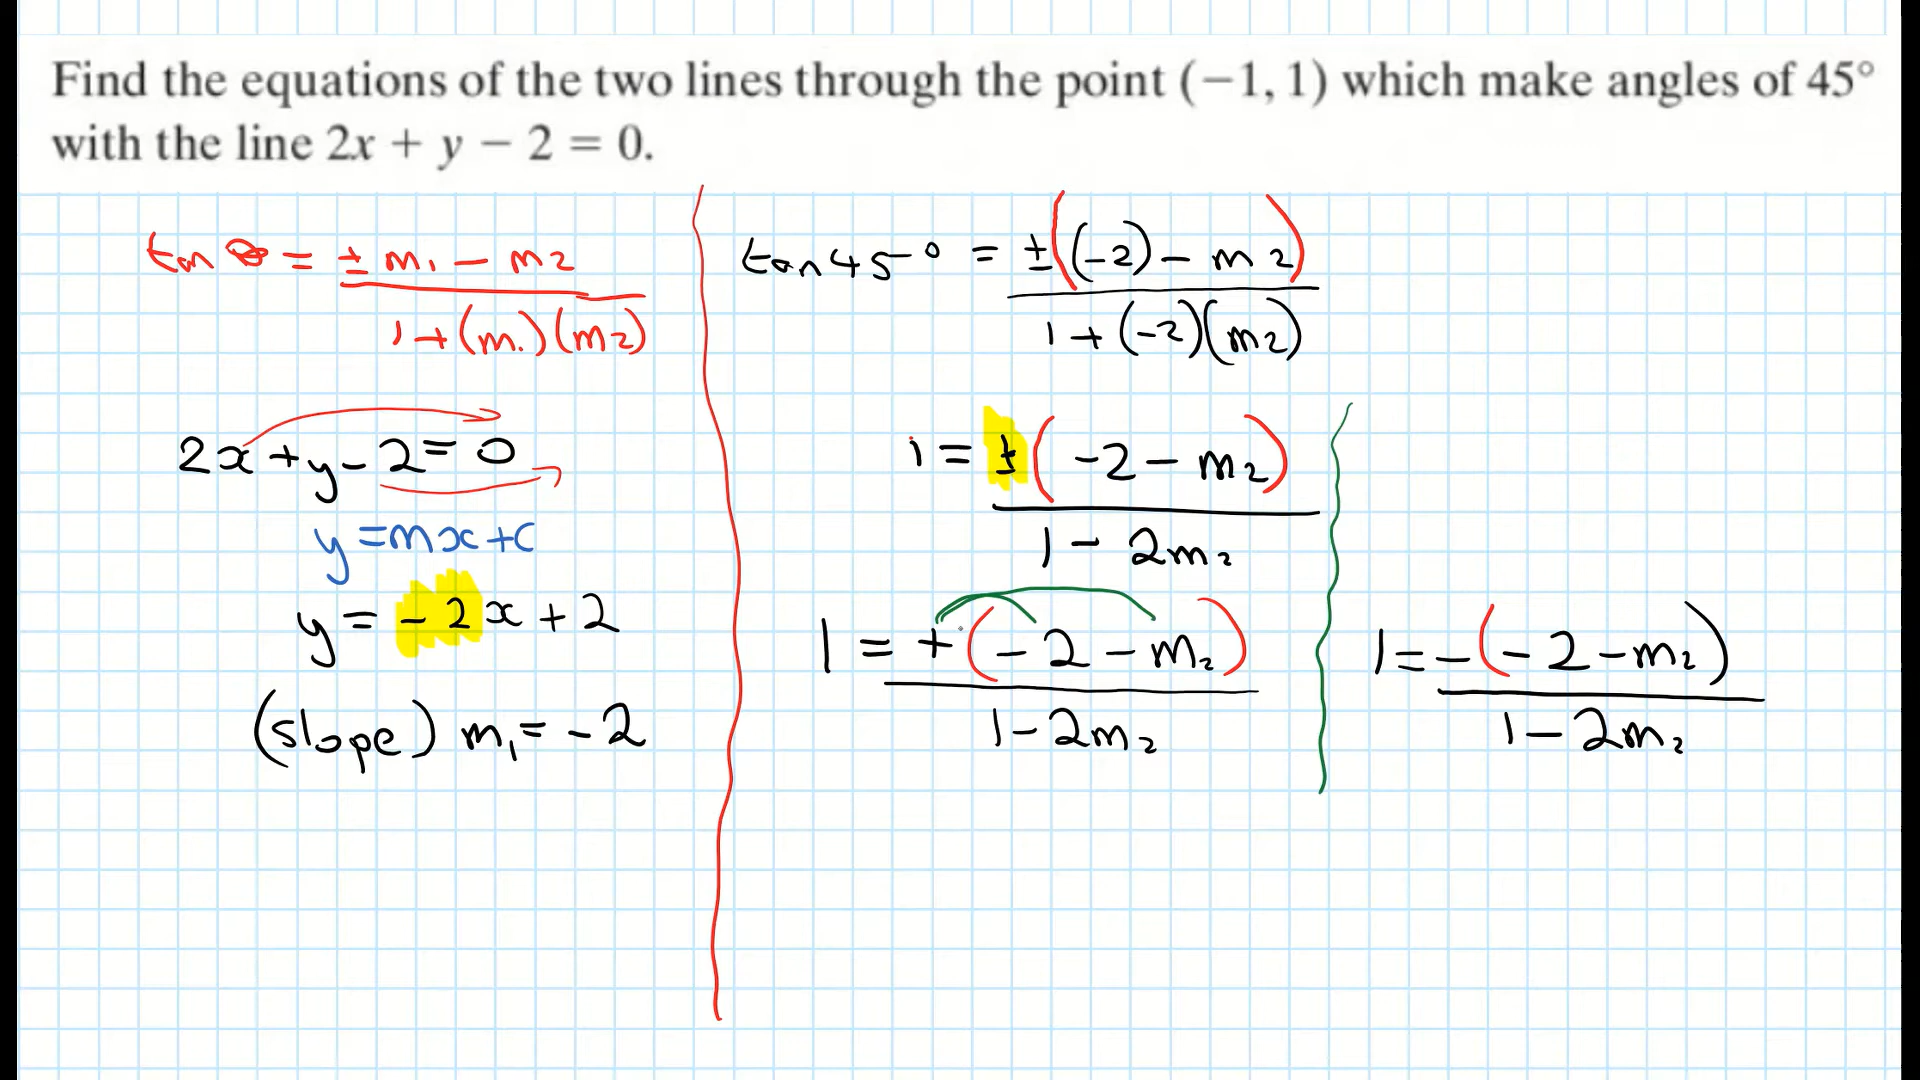 Find the equations of the two lines through the point (−1, 1) which make angles of 45°
with the line 2x + y − 2 = 0.
tan θ = ± m₁ − m₂
1 + (m₁)(m₂)
2x + y − 2 = 0
y = mx + c
y = − 2x + 2
(slope) m₁ = − 2
tan 45° = ± ((−2) − m2)
1 + (−2)(m2)
1 = ± ( −2 − m₂)
1 − 2m₂
1 = + (− 2 − m₂)
1 − 2m₂
1 = − (− 2 − m₂)
1 − 2m₂